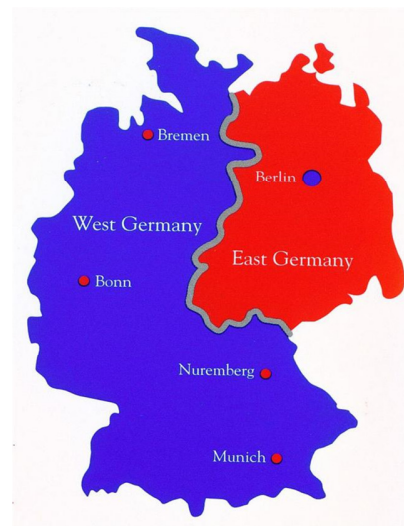 Bremen
Berlin
West Germany
East Germany
Bonn
Nuremberg
Munich